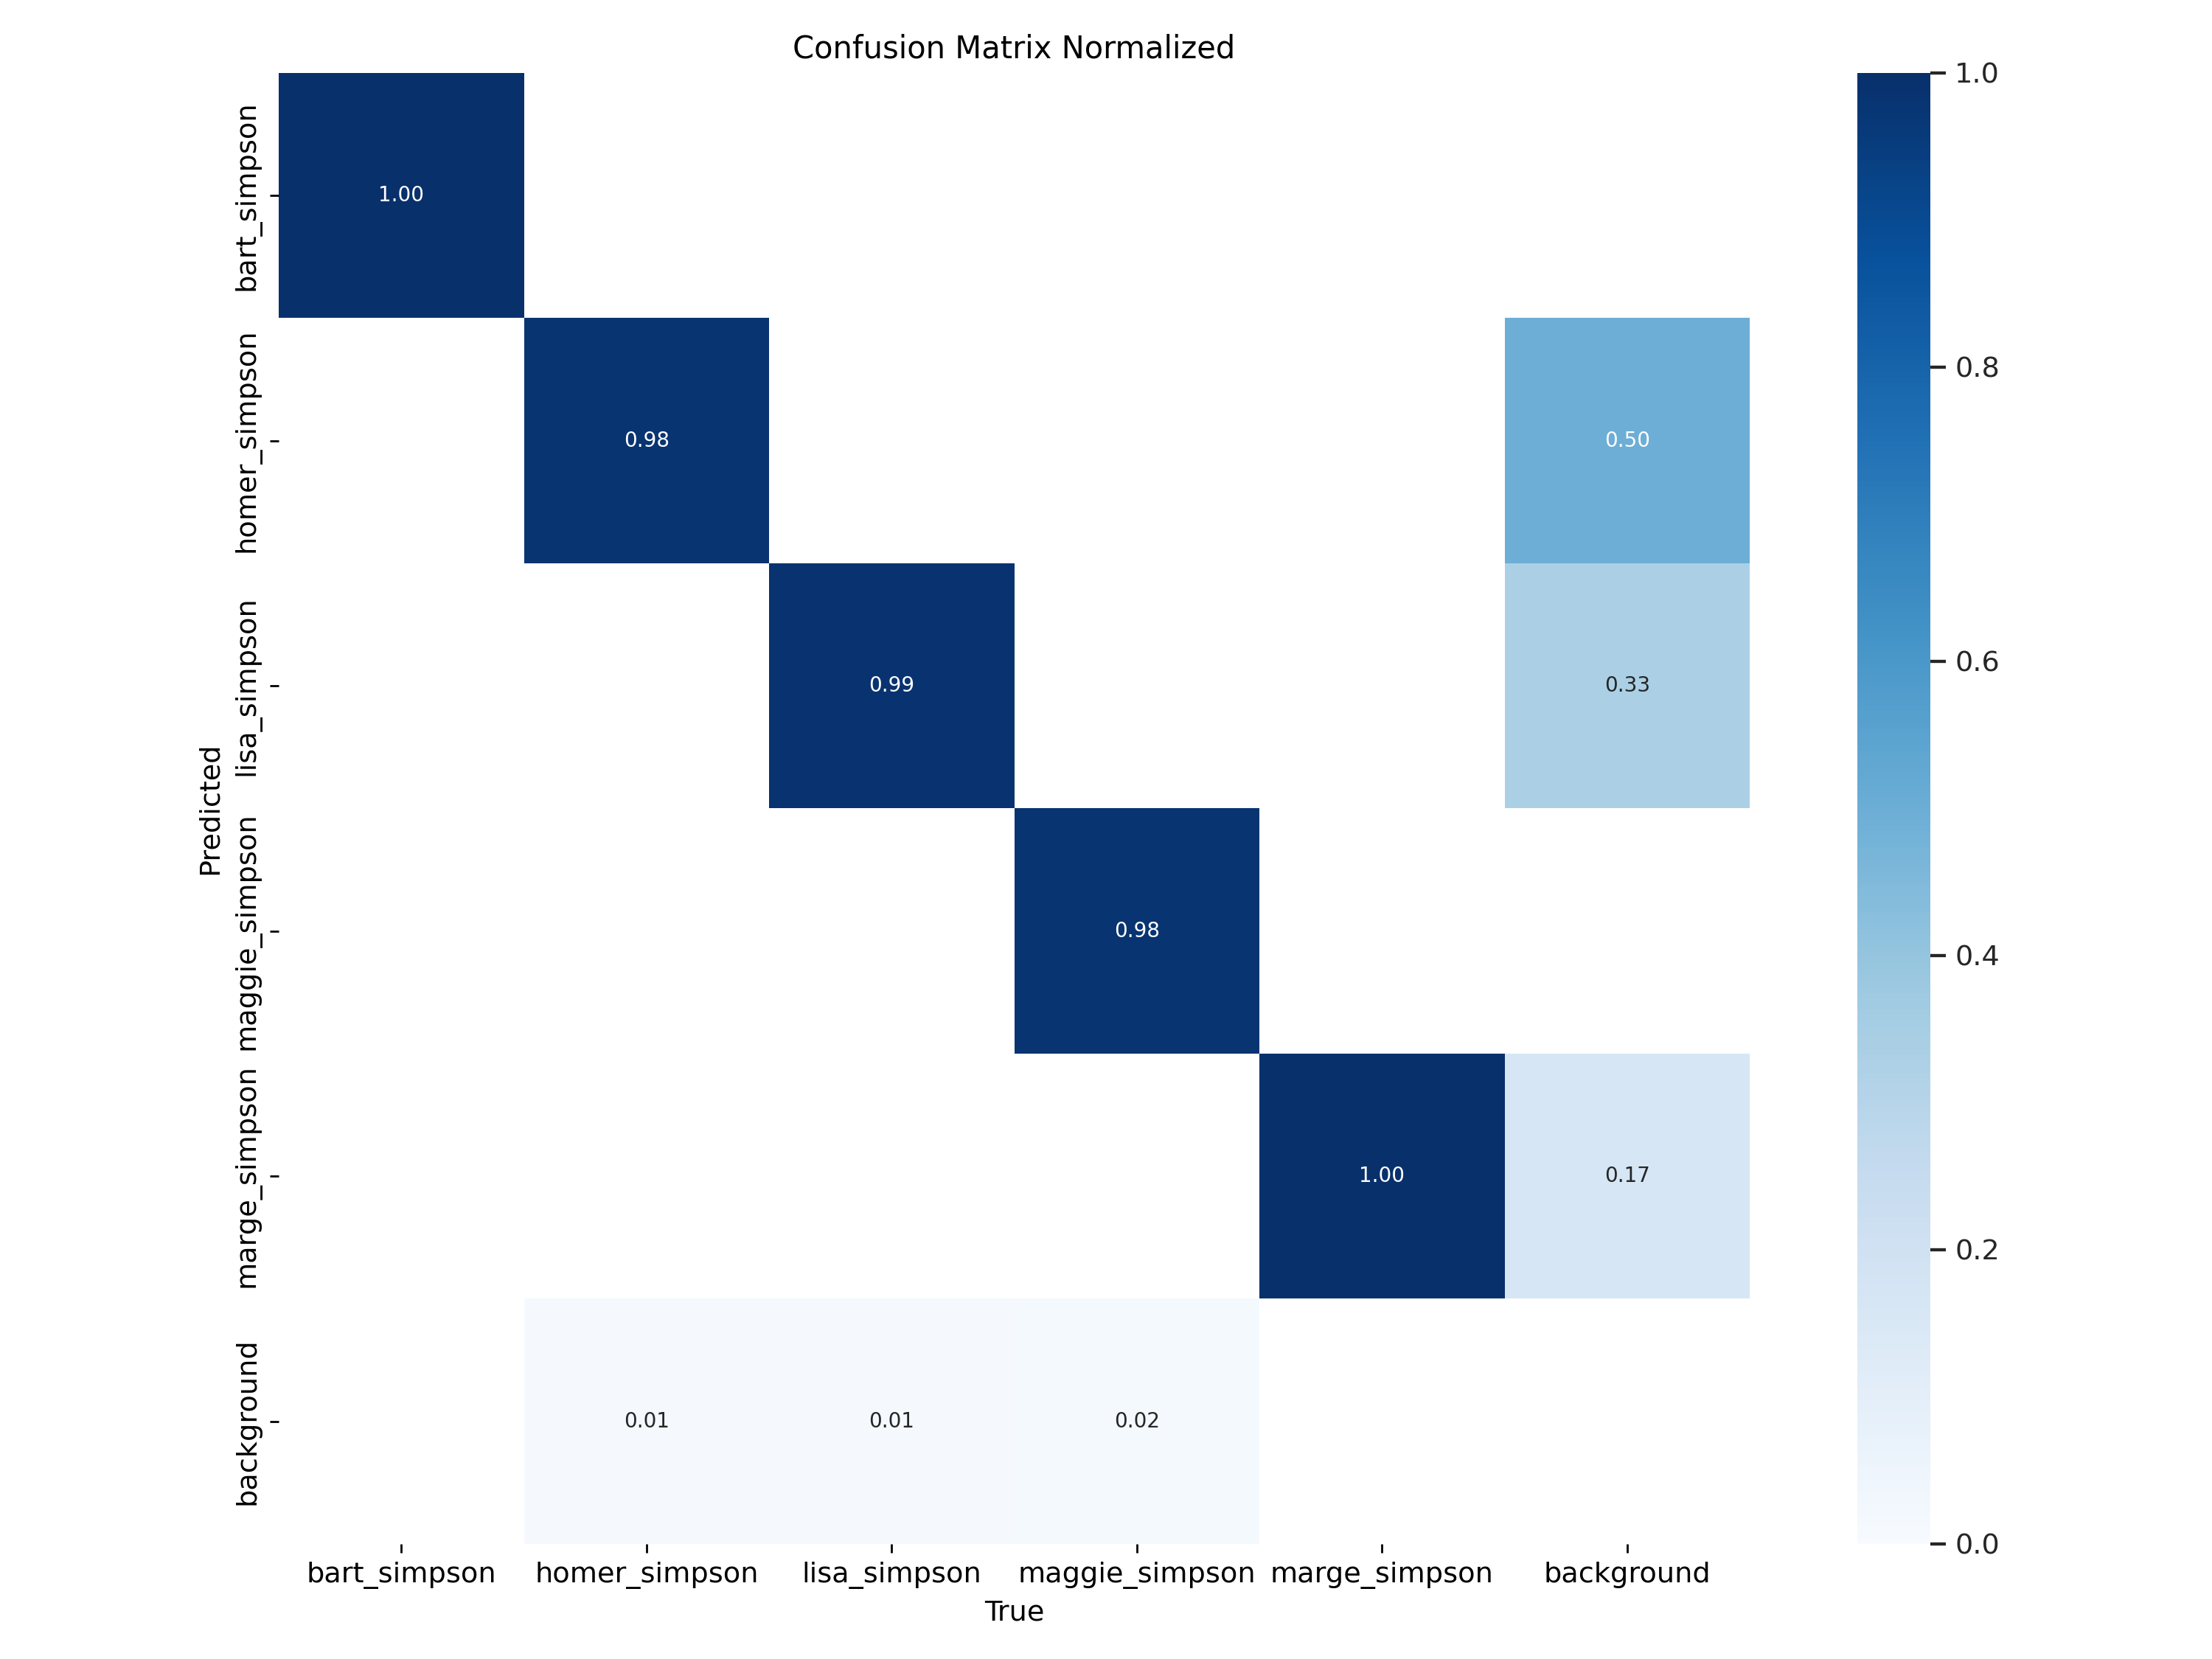 Confusion Matrix Normalized
Predicted
bart_simpson
homer_simpson
lisa_simpson
maggie_simpson
marge_simpson
background
1.00
0.98 0.50
0.99 0.33
0.98
1.00 0.17
0.01 0.01 0.02
bart_simpson homer_simpson lisa_simpson maggie_simpson marge_simpson background
True
1.0
0.8
0.6
0.4
0.2
0.0